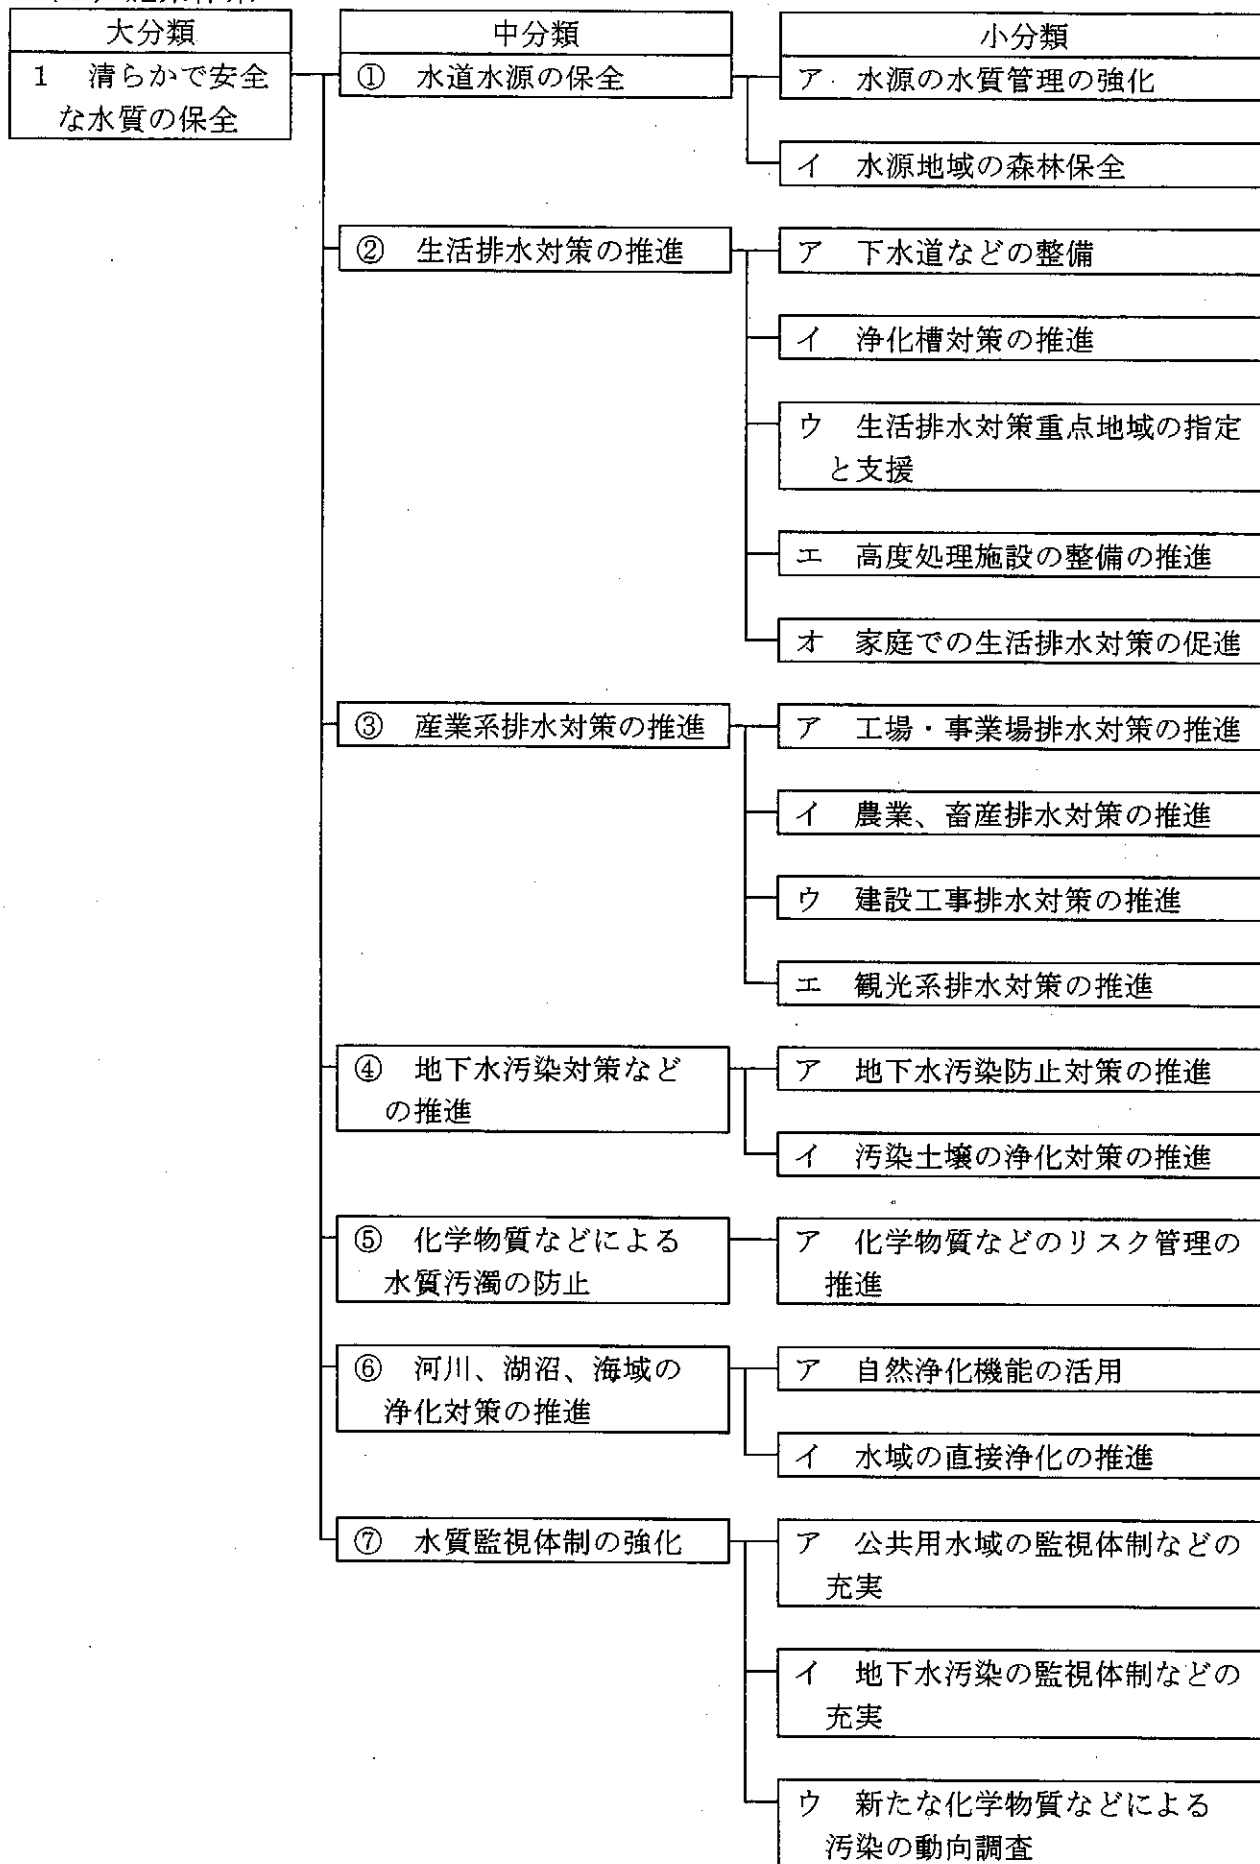 大分類 中分類 小分類
1 清らかで安全
な水質の保全
① 水道水源の保全
ア 水源の水質管理の強化
イ 水源地域の森林保全
② 生活排水対策の推進
ア 下水道などの整備
イ 浄化槽対策の推進
ウ 生活排水対策重点地域の指定
と支援
エ 高度処理施設の整備の推進
オ 家庭での生活排水対策の促進
③ 産業系排水対策の推進
ア 工場・事業場排水対策の推進
イ 農業、畜産排水対策の推進
ウ 建設工事排水対策の推進
エ 観光系排水対策の推進
④ 地下水汚染対策など
の推進
ア 地下水汚染防止対策の推進
イ 汚染土壌の浄化対策の推進
⑤ 化学物質などによる
水質汚濁の防止
ア 化学物質などのリスク管理の
推進
⑥ 河川、湖沼、海域の
浄化対策の推進
ア 自然浄化機能の活用
イ 水域の直接浄化の推進
⑦ 水質監視体制の強化
ア 公共用水域の監視体制などの
充実
イ 地下水汚染の監視体制などの
充実
ウ 新たな化学物質などによる
汚染の動向調査